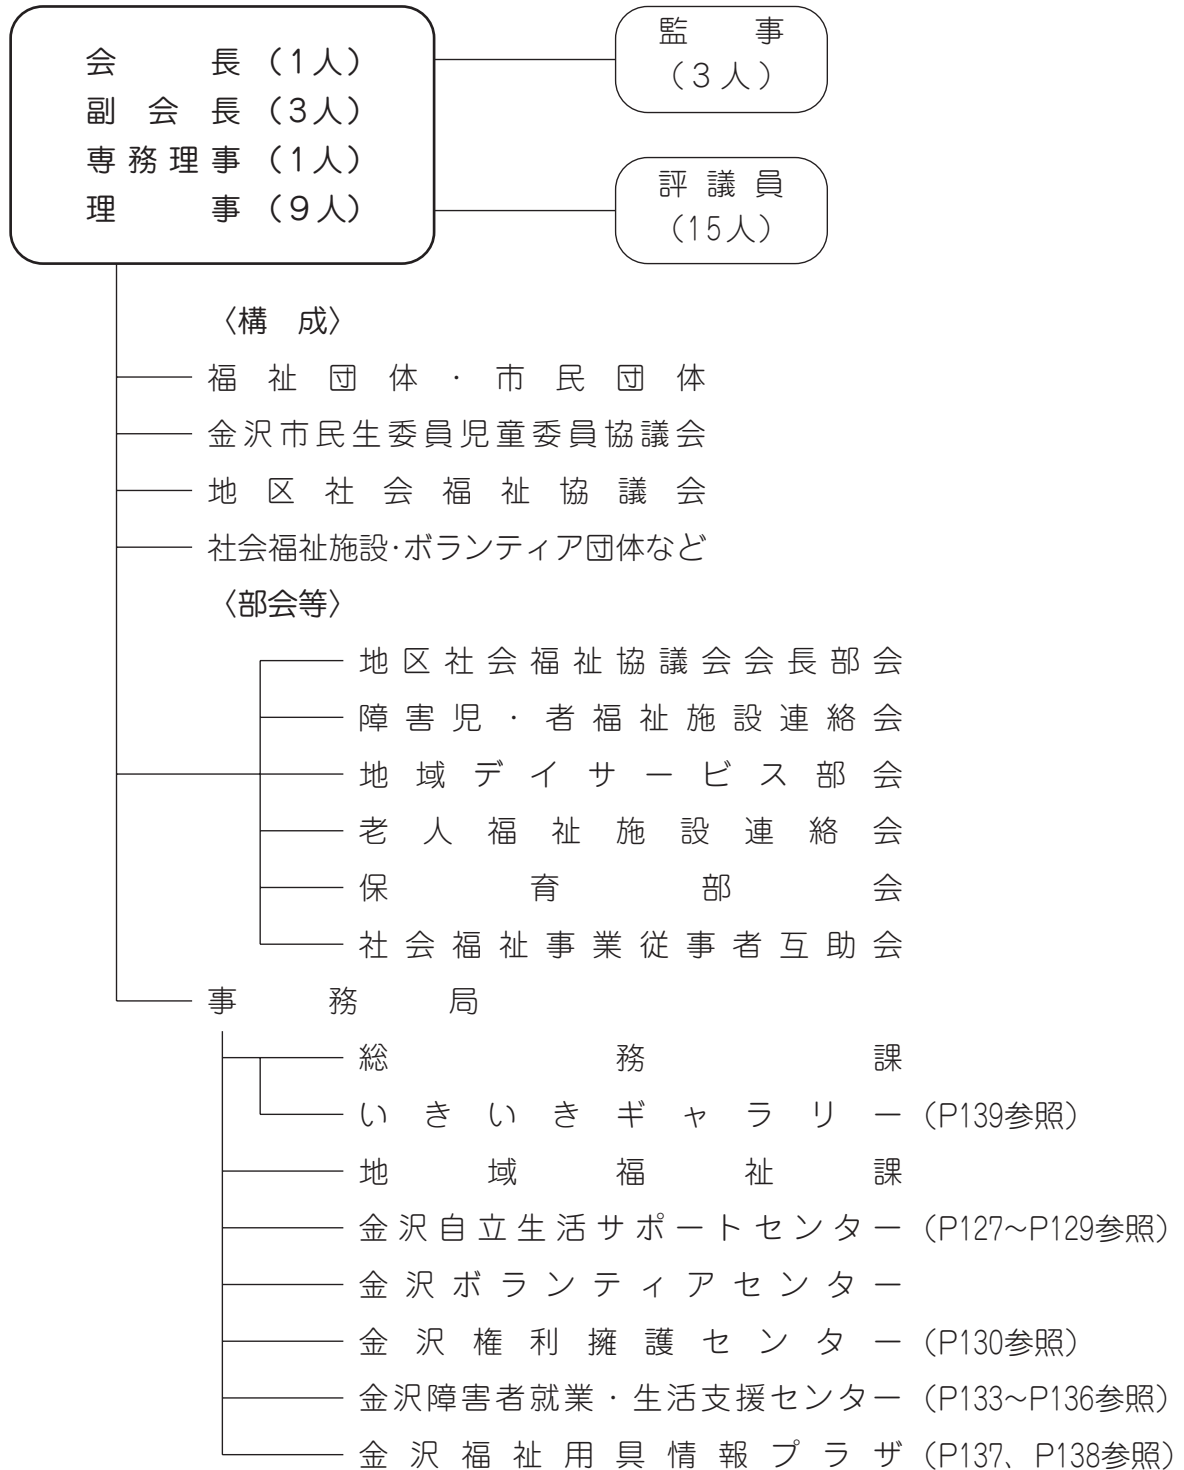 会長（1人）
副会長（3人）
専務理事（1人）
理事（9人）
監事
（3人）
評議員
（15人）
〈構成〉
福祉団体・市民団体
金沢市民生委員児童委員協議会
地区社会福祉協議会
社会福祉施設・ボランティア団体など
〈部会等〉
地区社会福祉協議会会長部会
障害児・者福祉施設連絡会
地域デイサービス部会
老人福祉施設連絡会
保育部会
社会福祉事業従事者互助会
事務局
総務課
いきいきギャラリー（P139参照）
地域福祉課
金沢自立生活サポートセンター（P127～P129参照）
金沢ボランティアセンター
金沢権利擁護センター（P130参照）
金沢障害者就業・生活支援センター（P133～P136参照）
金沢福祉用具情報プラザ（P137、P138参照）